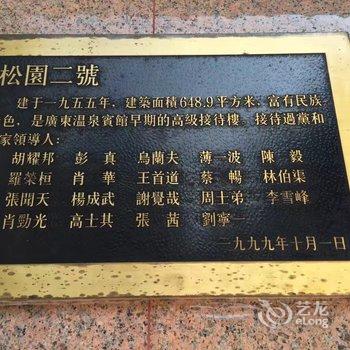 松園二號
建于一九五五年，建築面積648.9平方米，富有民族
色，是廣東温泉賓館早期的高級接待樓。接待過黨和
家領導人：
胡耀邦 彭真 烏蘭夫 薄一波 陳毅
羅榮桓 肖華 王首道 蔡暢 林伯渠
張聞天 楊成武 謝覺哉 周士弟 李雪峰
肖勁光 高士其 張茜 劉寧一
一九九九年十月一日
艺龙
eLong.com